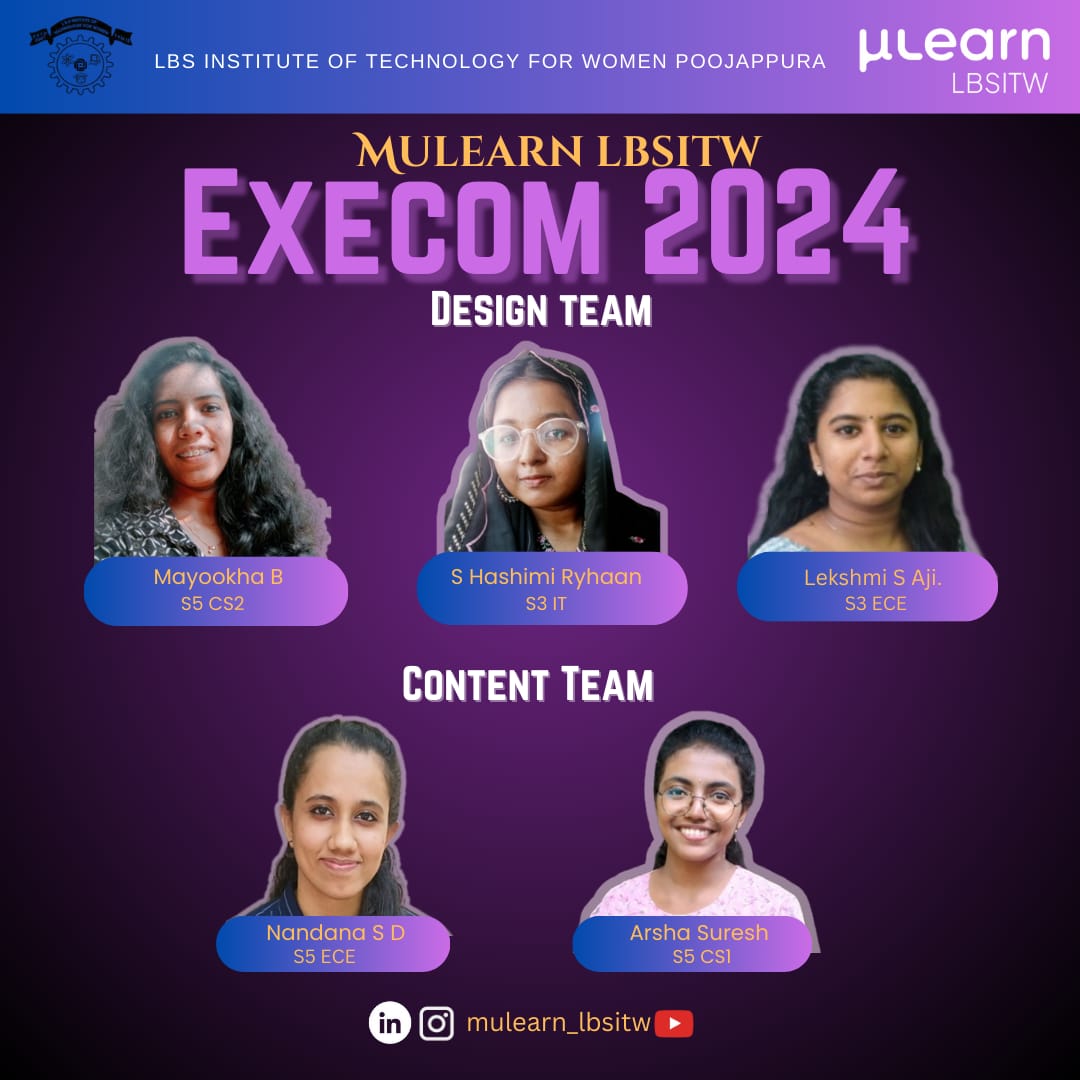 LBS INSTITUTE OF TECHNOLOGY FOR WOMEN POOJAPPURA
µLearn
LBSITW
MULEARN LBSITW
EXECOM 2024
DESIGN TEAM
Mayookha B
S5 CS2
S Hashimi Ryhaan
S3 IT
Lekshmi S Aji.
S3 ECE
CONTENT TEAM
Nandana S D
S5 ECE
Arsha Suresh
S5 CS1
in mulearn_lbsitw